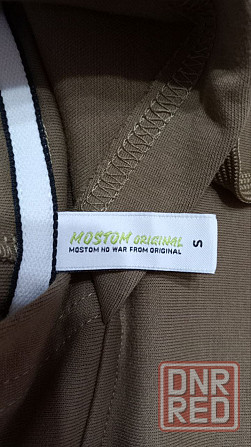 MOSTOM ORIGINAL
MOSTOM NO WAR FROM ORIGINAL
S
DNR
RED